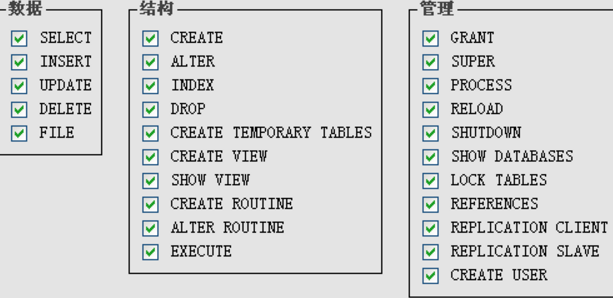 数据
SELECT
INSERT
UPDATE
DELETE
FILE
结构
CREATE
ALTER
INDEX
DROP
CREATE TEMPORARY TABLES
CREATE VIEW
SHOW VIEW
CREATE ROUTINE
ALTER ROUTINE
EXECUTE
管理
GRANT
SUPER
PROCESS
RELOAD
SHUTDOWN
SHOW DATABASES
LOCK TABLES
REFERENCES
REPLICATION CLIENT
REPLICATION SLAVE
CREATE USER